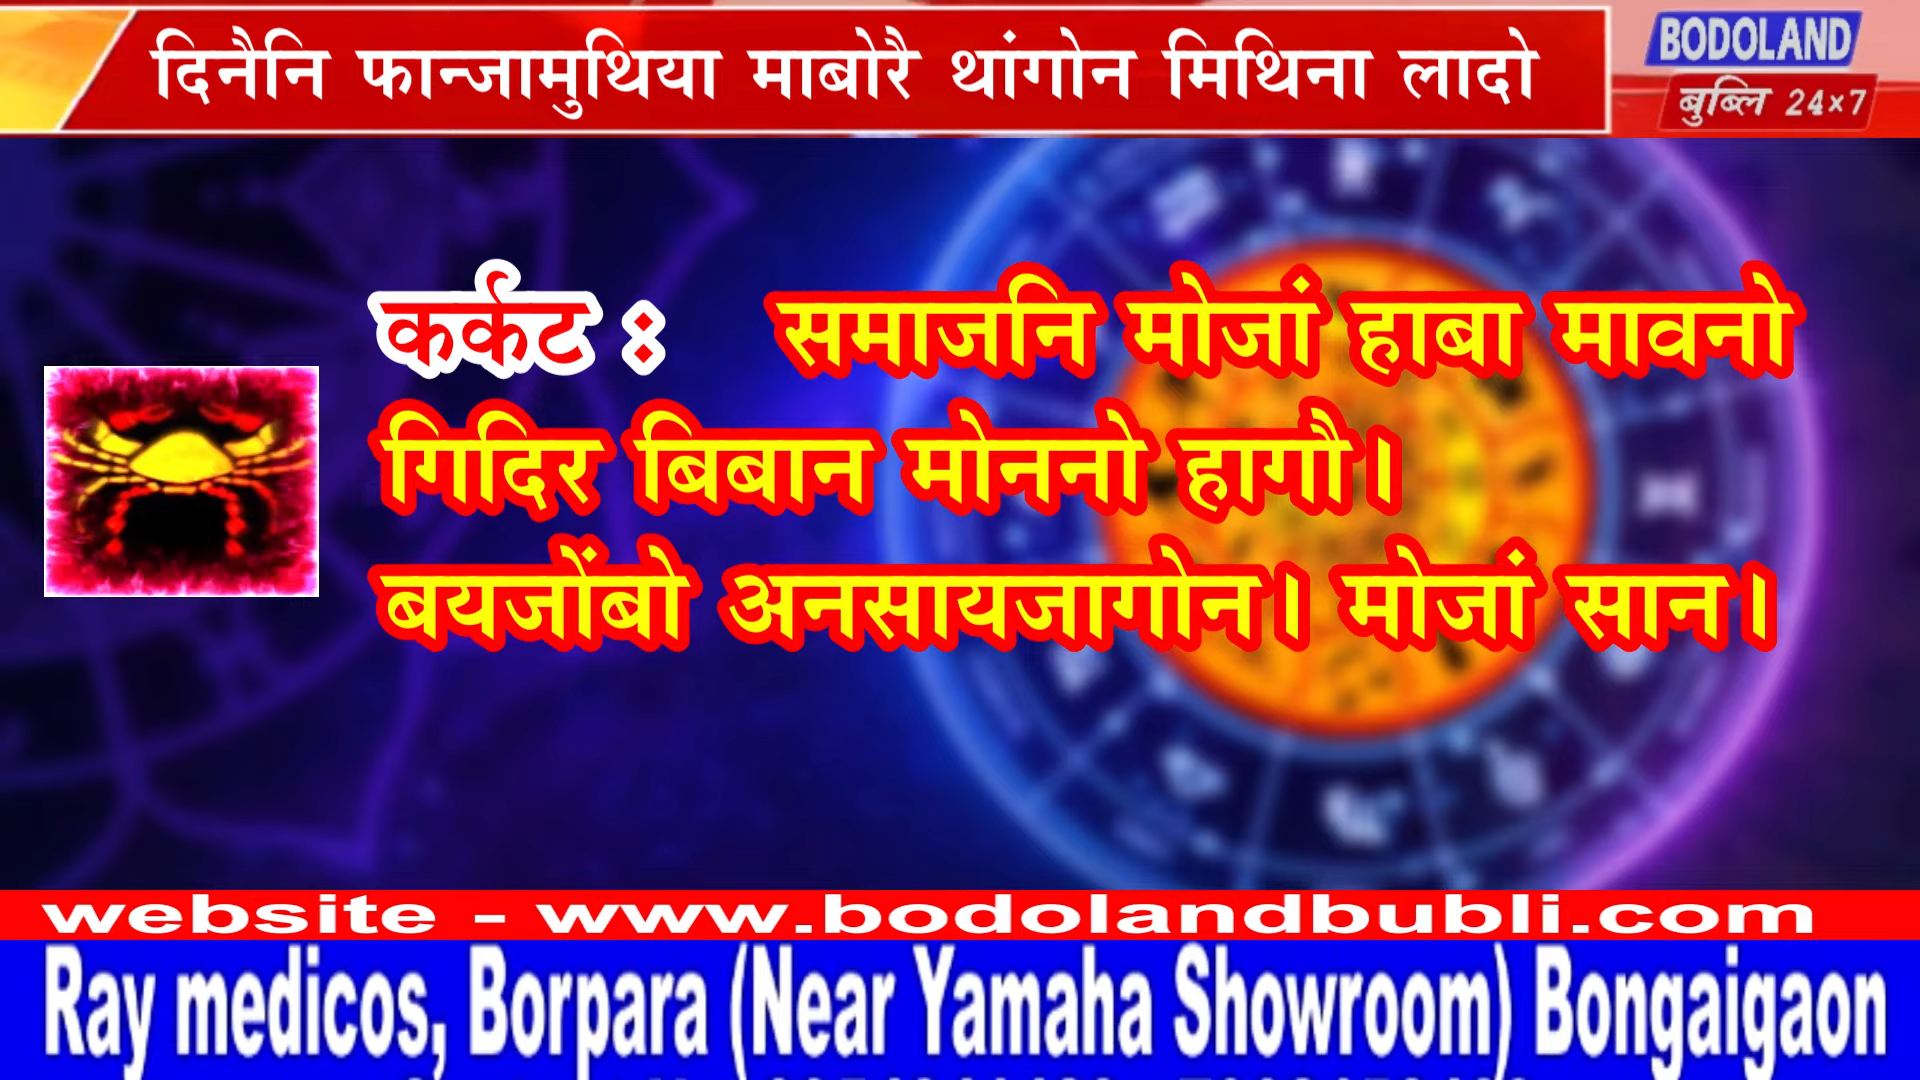 दिनैनि फान्जामुथिया माबोरै थांगोन मिथिना लादो
BODOLAND
बुब्लि 24×7
कर्कट : समाजनि मोजां हाबा मावनो
गिदिर बिबान मोननो हागौ।
बयजोंबो अनसायजागोन। मोजां सान।
website - www.bodolandbubli.com
Ray medicos, Borpara (Near Yamaha Showroom) Bongaigaon